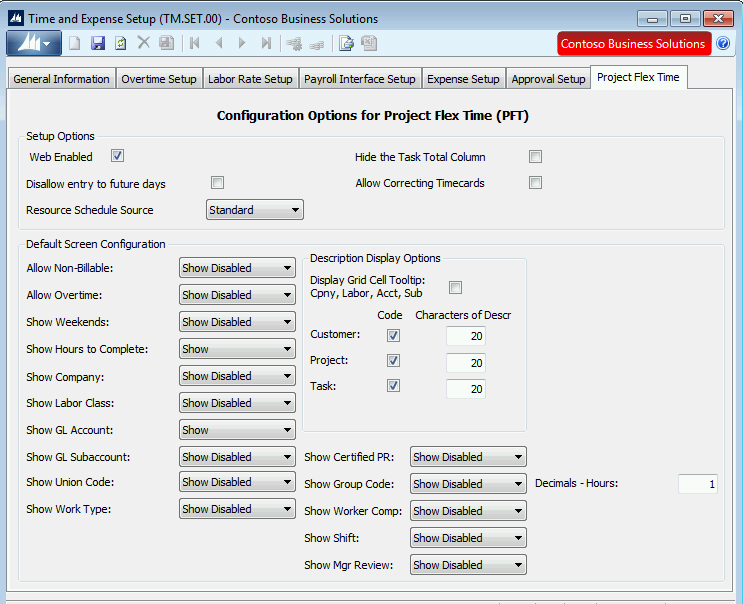 Time and Expense Setup (TM.SET.00) - Contoso Business Solutions
Contoso Business Solutions
General Information Overtime Setup Labor Rate Setup Payroll Interface Setup Expense Setup Approval Setup Project Flex Time
Configuration Options for Project Flex Time (PFT)
Setup Options
Web Enabled Hide the Task Total Column
Disallow entry to future days Allow Correcting Timecards
Resource Schedule Source Standard
Default Screen Configuration
Description Display Options
Allow Non-Billable: Show Disabled
Display Grid Cell Tooltip:
Cpny, Labor, Acct, Sub
Allow Overtime: Show Disabled
Code Characters of Descr
Show Weekends: Show Disabled
Customer: 20
Show Hours to Complete: Show
Project: 20
Show Company: Show Disabled
Task: 20
Show Labor Class: Show Disabled
Show GL Account: Show
Show GL Subaccount: Show Disabled Show Certified PR: Show Disabled
Show Union Code: Show Disabled Show Group Code: Show Disabled Decimals - Hours: 1
Show Work Type: Show Disabled Show Worker Comp: Show Disabled
Show Shift: Show Disabled
Show Mgr Review: Show Disabled